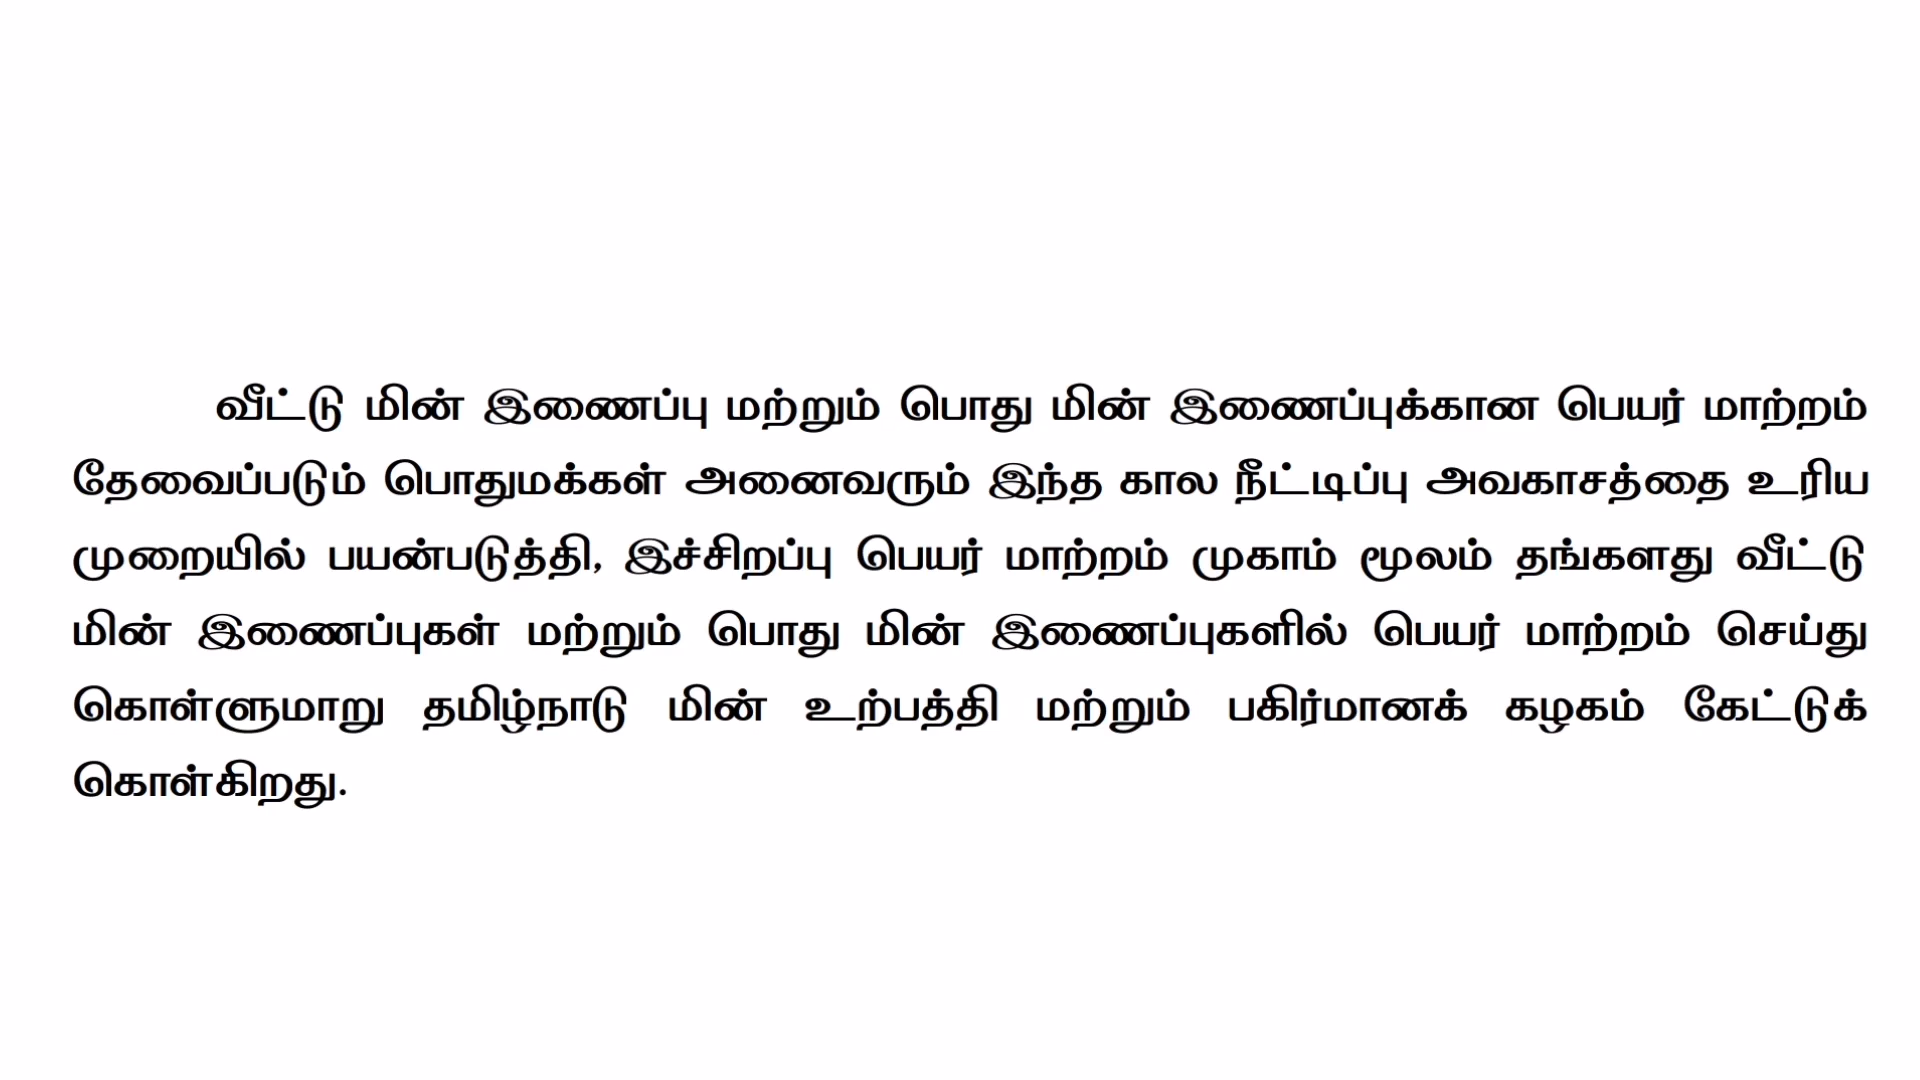 வீட்டு மின் இணைப்பு மற்றும் பொது மின் இணைப்புக்கான பெயர் மாற்றம்
தேவைப்படும் பொதுமக்கள் அனைவரும் இந்த கால நீட்டிப்பு அவகாசத்தை உரிய
முறையில் பயன்படுத்தி, இச்சிறப்பு பெயர் மாற்றம் முகாம் மூலம் தங்களது வீட்டு
மின் இணைப்புகள் மற்றும் பொது மின் இணைப்புகளில் பெயர் மாற்றம் செய்து
கொள்ளுமாறு தமிழ்நாடு மின் உற்பத்தி மற்றும் பகிர்மானக் கழகம் கேட்டுக்
கொள்கிறது.